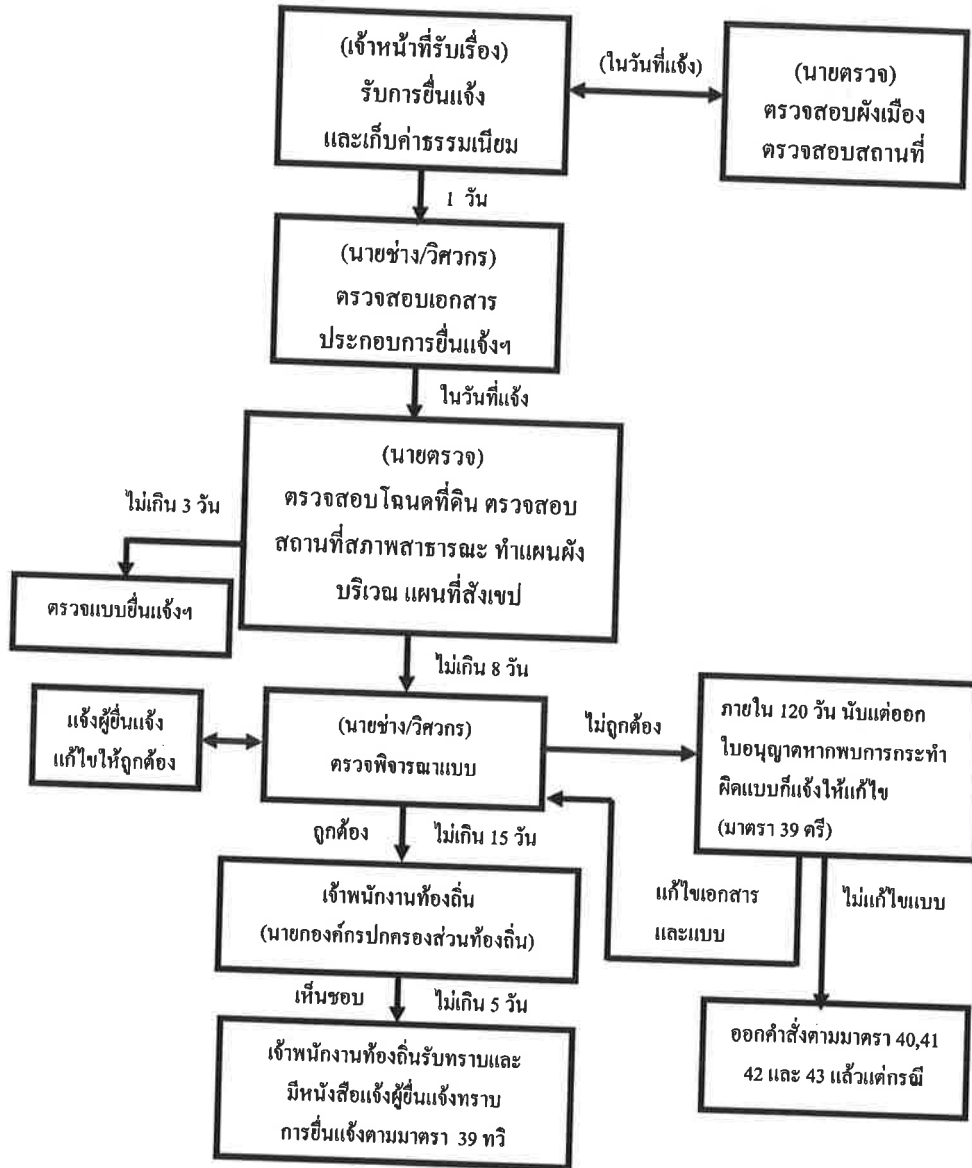 (เจ้าหน้าที่รับเรื่อง)
รับการยื่นแจ้ง
และเก็บค่าธรรมเนียม
(ในวันที่แจ้ง)
(นายตรวจ)
ตรวจสอบผังเมือง
ตรวจสอบสถานที่
1 วัน
(นายช่าง/วิศวกร)
ตรวจสอบเอกสาร
ประกอบการยื่นแจ้งฯ
ในวันที่แจ้ง
(นายตรวจ)
ตรวจสอบโฉนดที่ดิน ตรวจสอบ
สถานที่สภาพสาธารณะ ทำแผนผัง
บริเวณ แผนที่สังเขป
ไม่เกิน 3 วัน
ตรวจแบบยื่นแจ้งฯ
ไม่เกิน 8 วัน
(นายช่าง/วิศวกร)
ตรวจพิจารณาแบบ
แจ้งผู้ยื่นแจ้ง
แก้ไขให้ถูกต้อง
ไม่ถูกต้อง
ภายใน 120 วัน นับแต่ออก
ใบอนุญาตหากพบการกระทำ
ผิดแบบก็แจ้งให้แก้ไข
(มาตรา 39 ตรี)
ถูกต้อง
ไม่เกิน 15 วัน
แก้ไขเอกสาร
และแบบ
ไม่แก้ไขแบบ
เจ้าพนักงานท้องถิ่น
(นายกองค์กรปกครองส่วนท้องถิ่น)
เห็นชอบ
ไม่เกิน 5 วัน
เจ้าพนักงานท้องถิ่นรับทราบและ
มีหนังสือแจ้งผู้ยื่นแจ้งทราบ
การยื่นแจ้งตามมาตรา 39 ทวิ
ออกคำสั่งตามมาตรา 40,41
42 และ 43 แล้วแต่กรณี